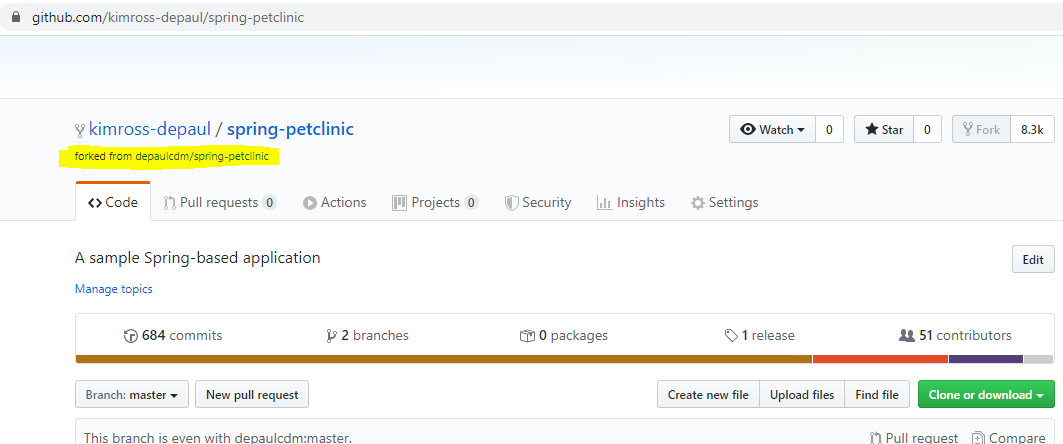 github.com/kimross-depaul/spring-petclinic
kimross-depaul / spring-petclinic
Watch 0 Star 0 Fork 8.3k
forked from depaulcdm/spring-petclinic
Code Pull requests 0 Actions Projects 0 Security Insights Settings
A sample Spring-based application
Edit
Manage topics
684 commits 2 branches 0 packages 1 release 51 contributors
Branch: master New pull request Create new file Upload files Find file Clone or download
This branch is even with depaulcdm:master. Pull request Compare